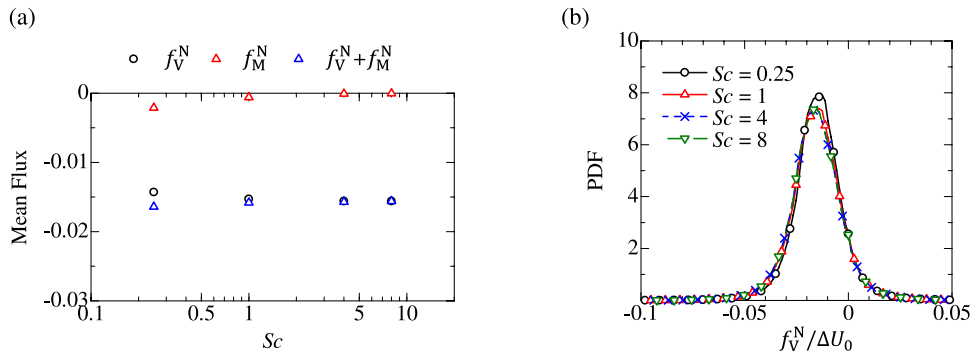 (a)
f_V^N f_M^N f_V^N+f_M^N
0
-0.01
-0.02
-0.03
Mean Flux
0.1 0.5 1 5 10
Sc
(b)
10
8
6
4
2
0
PDF
Sc = 0.25
Sc = 1
Sc = 4
Sc = 8
-0.1 -0.05 0 0.05
f_V^N/ΔU_0